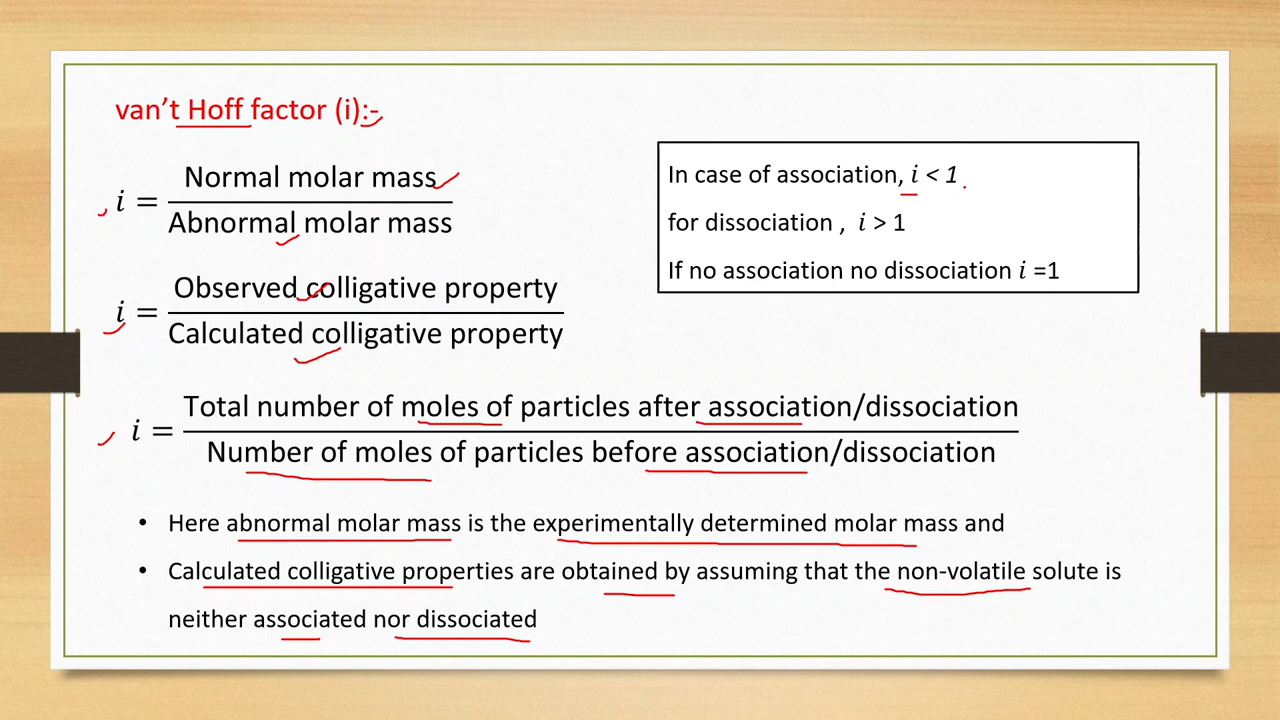 van’t Hoff factor (i):-
i = Normal molar mass / Abnormal molar mass
i = Observed colligative property / Calculated colligative property
In case of association, i < 1
for dissociation , i > 1
If no association no dissociation i =1
i = Total number of moles of particles after association/dissociation / Number of moles of particles before association/dissociation
• Here abnormal molar mass is the experimentally determined molar mass and
• Calculated colligative properties are obtained by assuming that the non-volatile solute is
neither associated nor dissociated